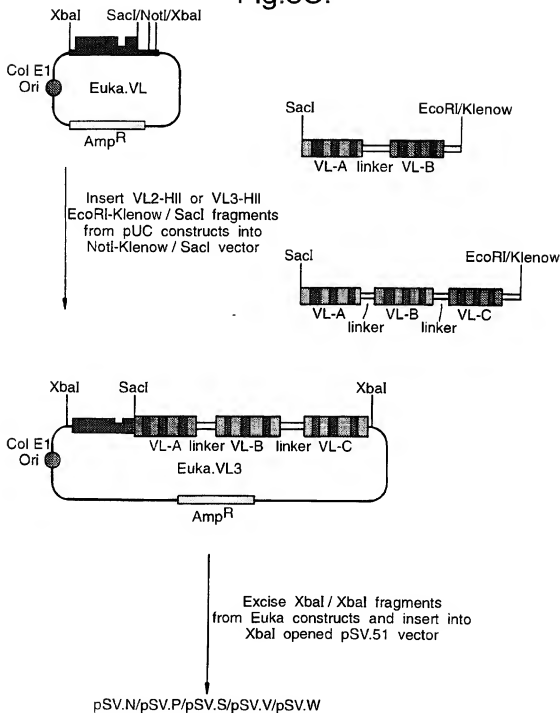 Fig.3C.
XbaI SacI/NotI/XbaI
Col E1
Ori
Euka.VL
AmpR
SacI EcoRI/Klenow
VL-A linker VL-B
Insert VL2-HII or VL3-HII
EcoRI-Klenow / SacI fragments
from pUC constructs into
NotI-Klenow / SacI vector
SacI EcoRI/Klenow
VL-A VL-B VL-C
linker linker
XbaI SacI XbaI
Col E1
Ori
VL-A linker VL-B linker VL-C
Euka.VL3
AmpR
Excise XbaI / XbaI fragments
from Euka constructs and insert into
XbaI opened pSV.51 vector
pSV.N/pSV.P/pSV.S/pSV.V/pSV.W